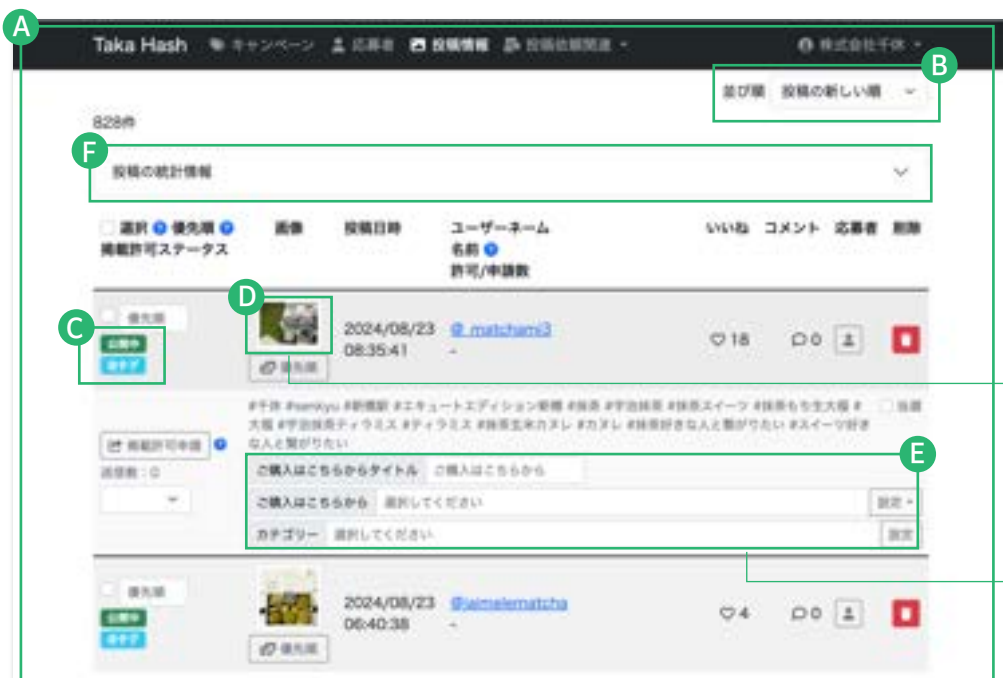 A
Taka Hash キャンペーン 応募者 投稿情報 投稿依頼関連 株式会社千休
B
並び順 投稿の新しい順
828件
F
投稿の統計情報
選択 優先順 画像 投稿日時 ユーザーネーム いいね コメント 応募者 削除
掲載許可ステータス 名前
許可/申請数
D
優先順
C
公開中
2024/08/23 @_matchami3 18 0
08:35:41 -
優先順
#千休 #senkyu #新橋駅 #エキュートエディション新橋 #抹茶 #宇治抹茶 #抹茶スイーツ #抹茶もち生大福 # 当選
大福 #宇治抹茶ティラミス #ティラミス #抹茶玄米カヌレ #カヌレ #抹茶好きな人と繋がりたい #スイーツ好き
な人と繋がりたい
掲載許可申請
E
ご購入はこちらからタイトル ご購入はこちらから
ご購入はこちらから 選択してください 設定
カテゴリー 選択してください 設定
優先順
公開中
2024/08/23 @jaimelematcha 4 0
06:40:38 -
優先順